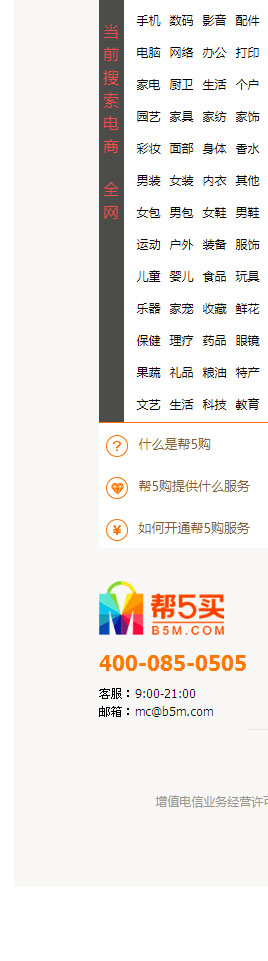 当前搜索电商 全网
手机 数码 影音 配件
电脑 网络 办公 打印
家电 厨卫 生活 个户
园艺 家具 家纺 家饰
彩妆 面部 身体 香水
男装 女装 内衣 其他
女包 男包 女鞋 男鞋
运动 户外 装备 服饰
儿童 婴儿 食品 玩具
乐器 家宠 收藏 鲜花
保健 理疗 药品 眼镜
果蔬 礼品 粮油 特产
文艺 生活 科技 教育
? 什么是帮5购
帮5购提供什么服务
¥ 如何开通帮5购服务
帮5买
B5M.COM
400-085-0505
客服：9:00-21:00
邮箱：mc@b5m.com
增值电信业务经营许可